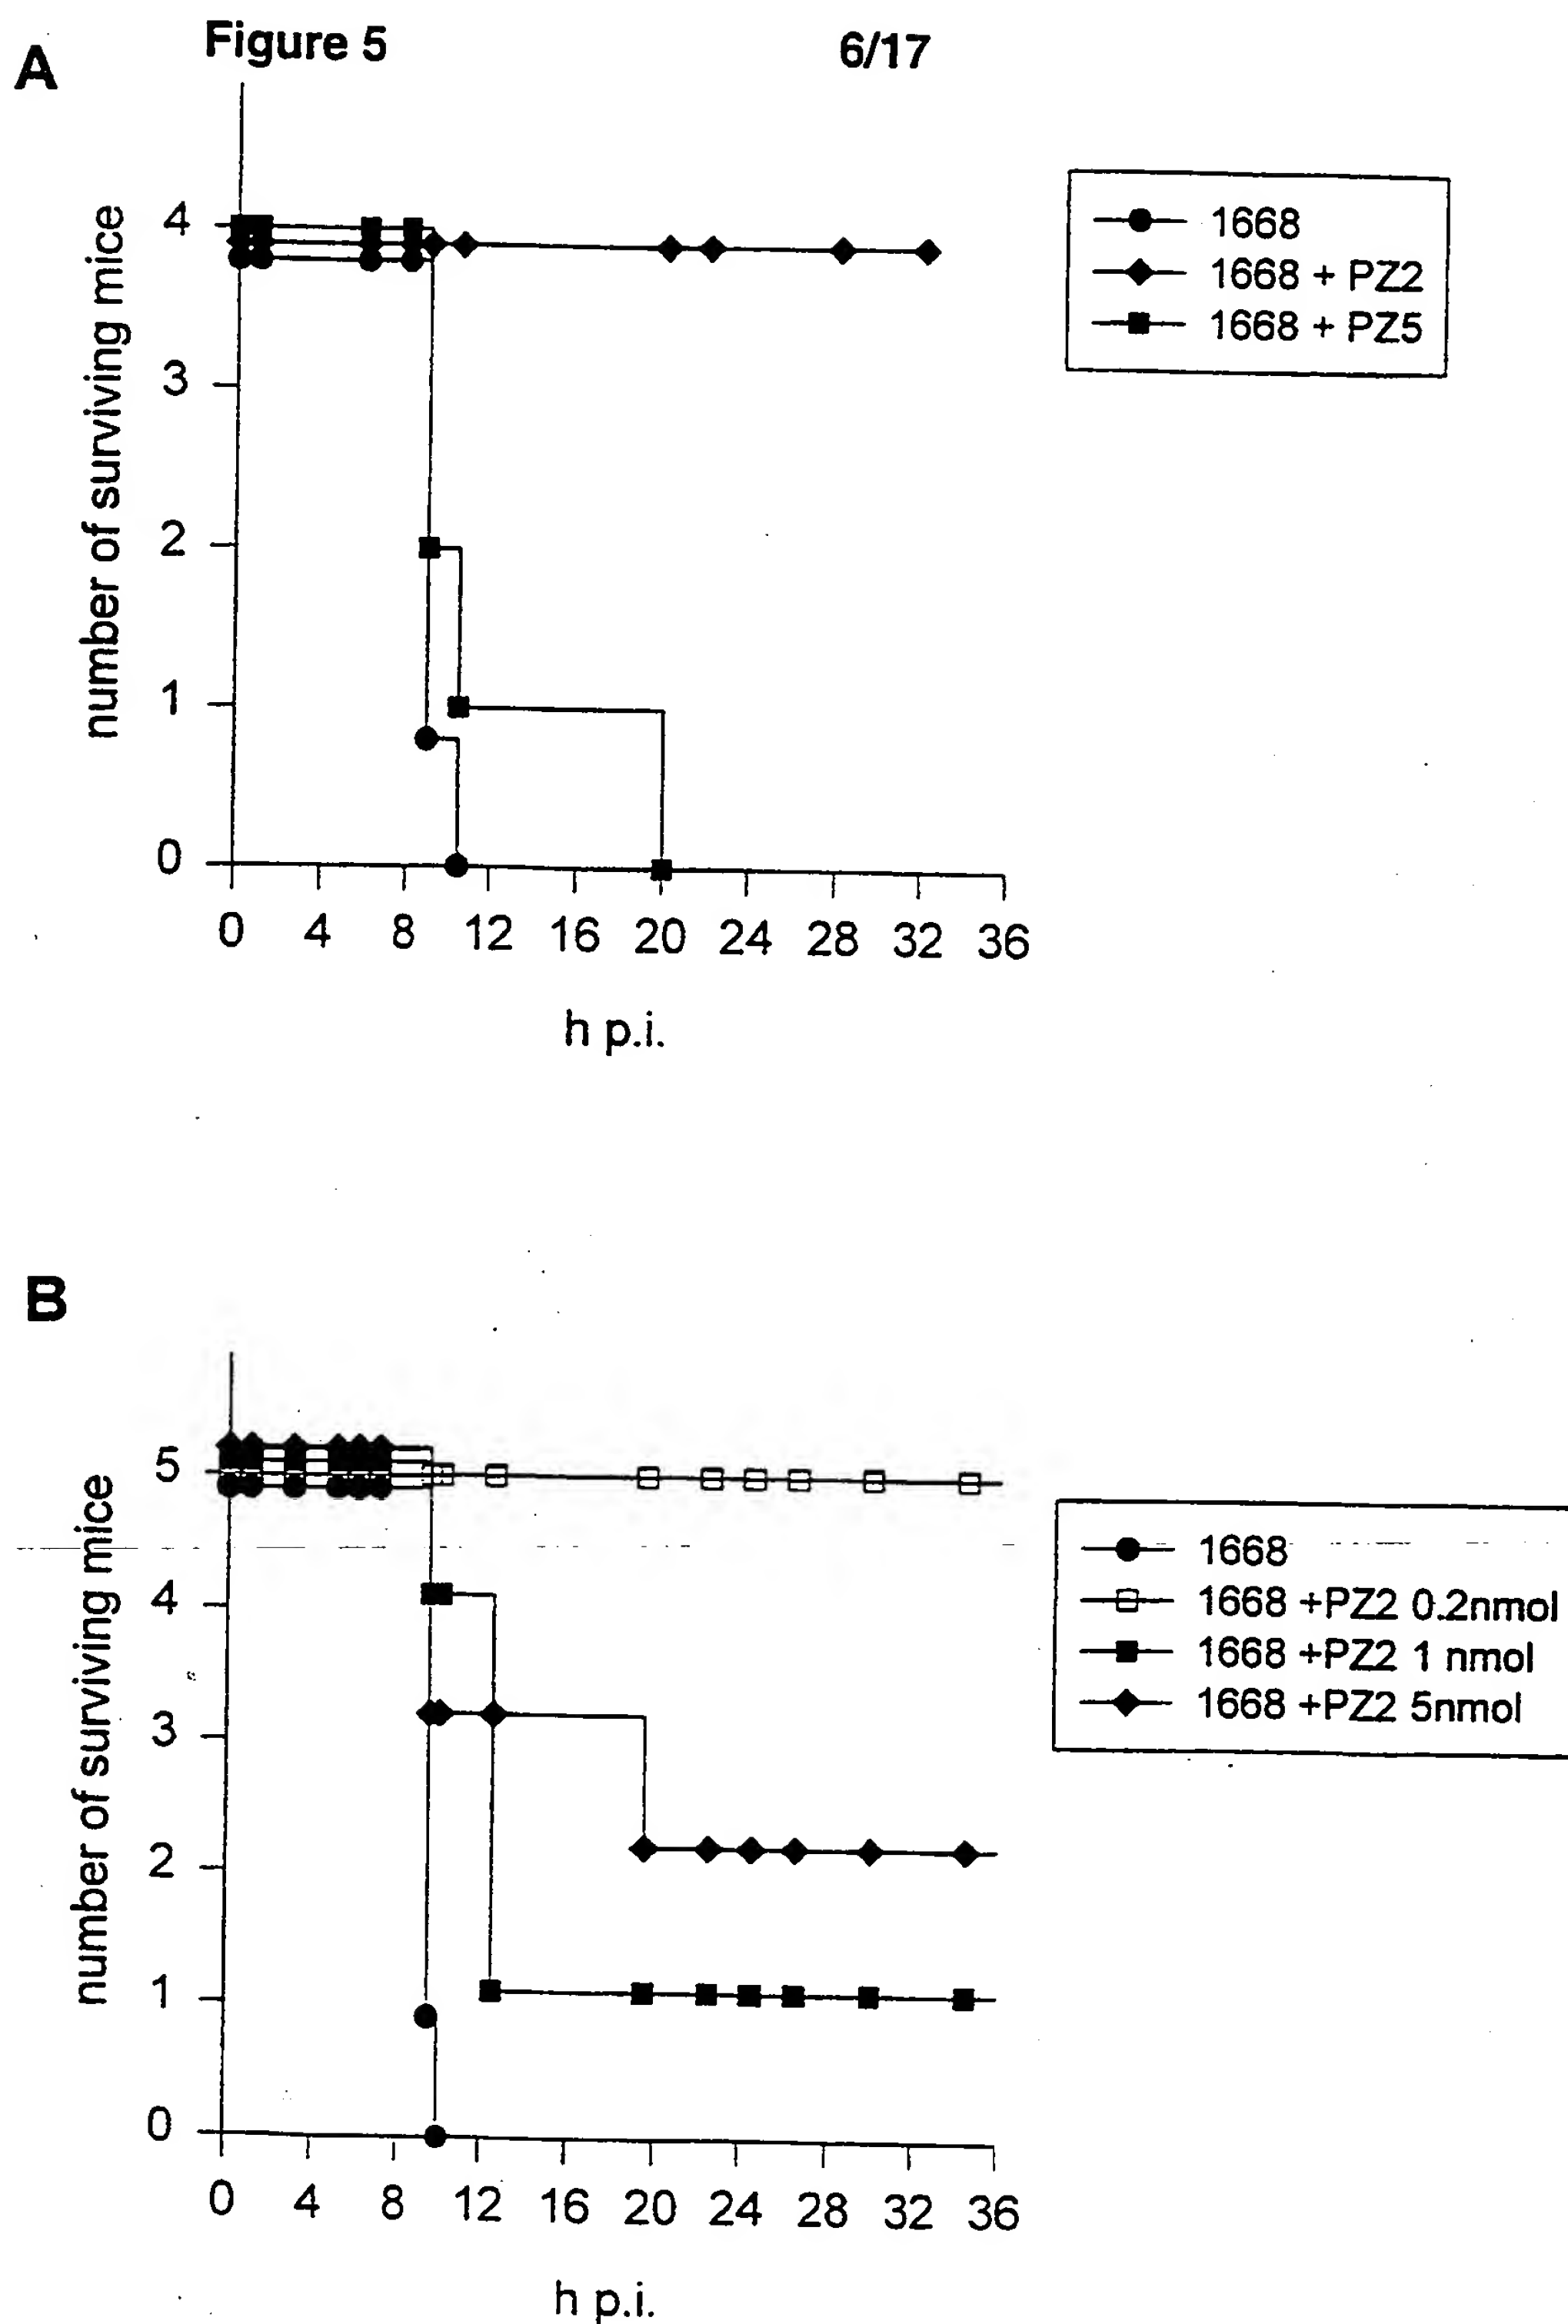 Figure 5
6/17
A
number of surviving mice
4
3
2
1
0
0 4 8 12 16 20 24 28 32 36
h p.i.
1668
1668 + PZ2
1668 + PZ5
B
number of surviving mice
5
4
3
2
1
0
0 4 8 12 16 20 24 28 32 36
h p.i.
1668
1668 +PZ2 0.2nmol
1668 +PZ2 1 nmol
1668 +PZ2 5nmol